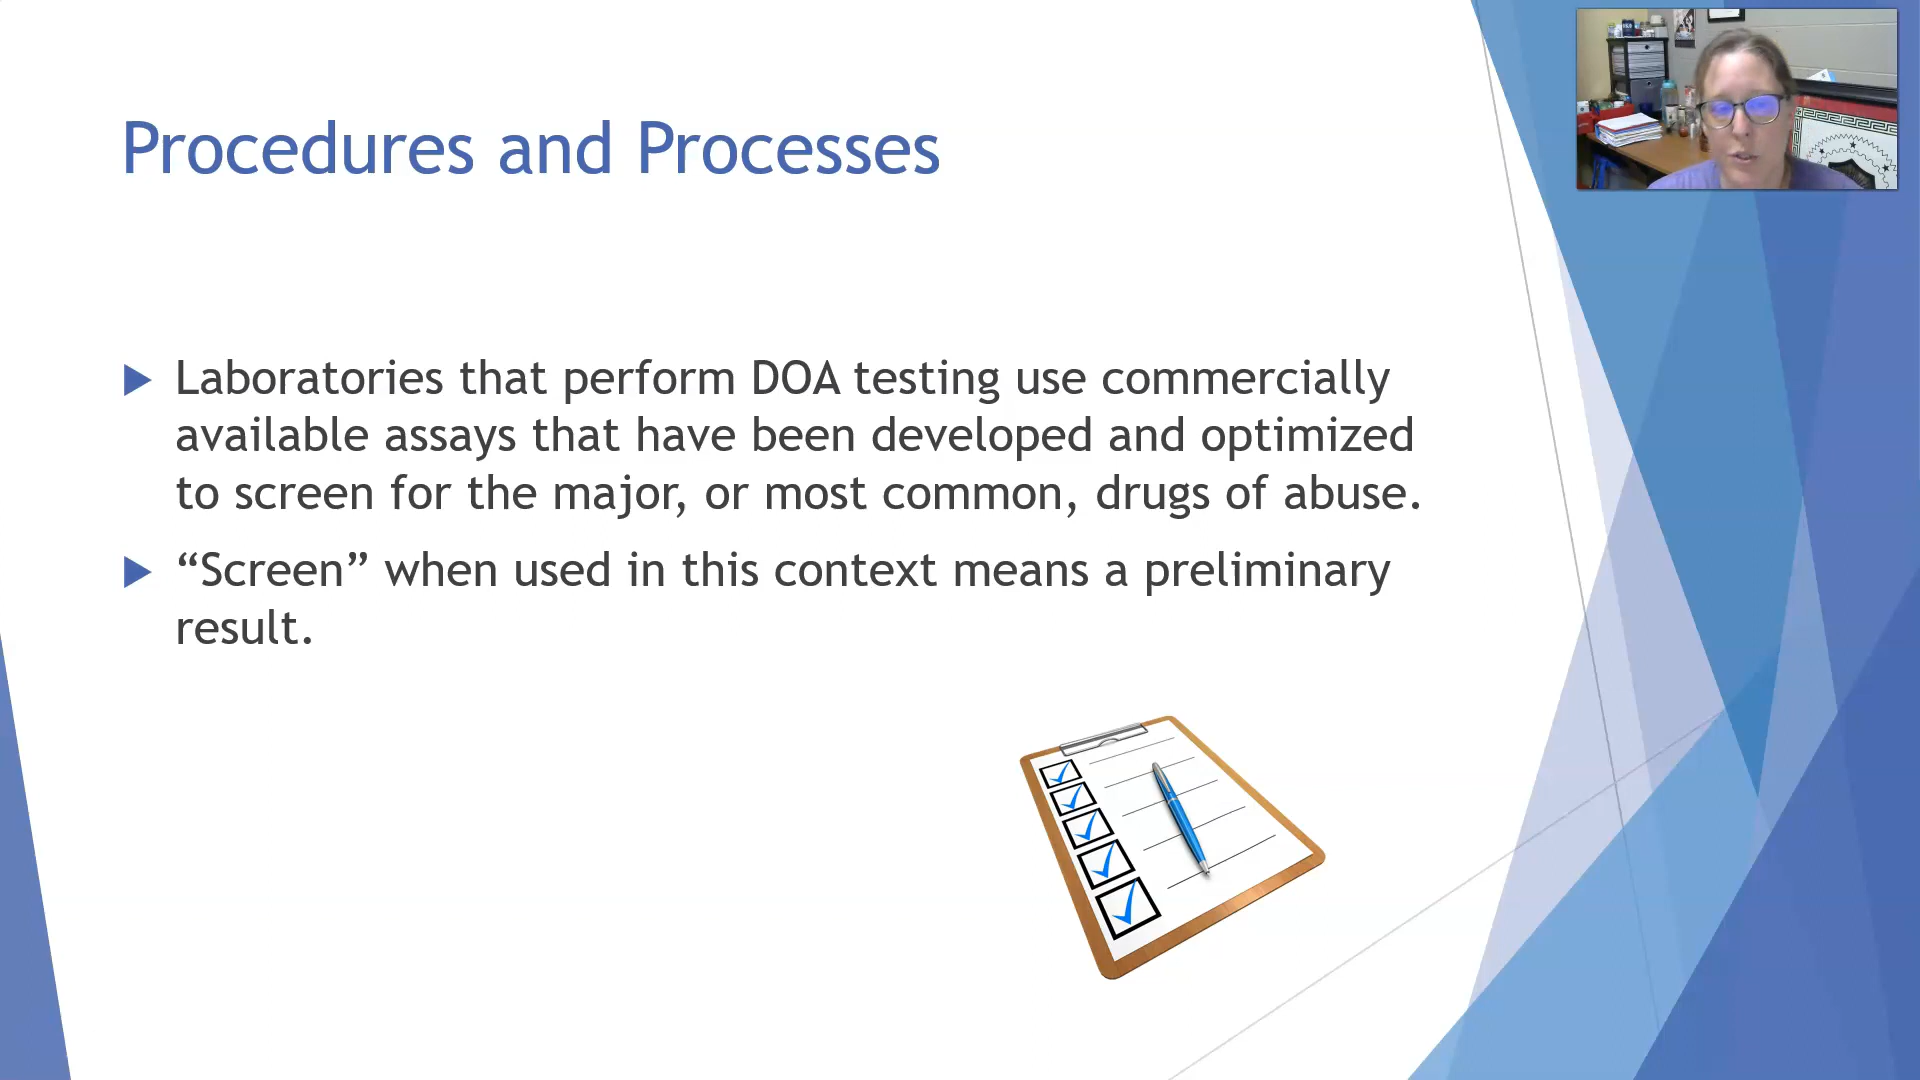 Procedures and Processes
Laboratories that perform DOA testing use commercially
available assays that have been developed and optimized
to screen for the major, or most common, drugs of abuse.
“Screen” when used in this context means a preliminary
result.